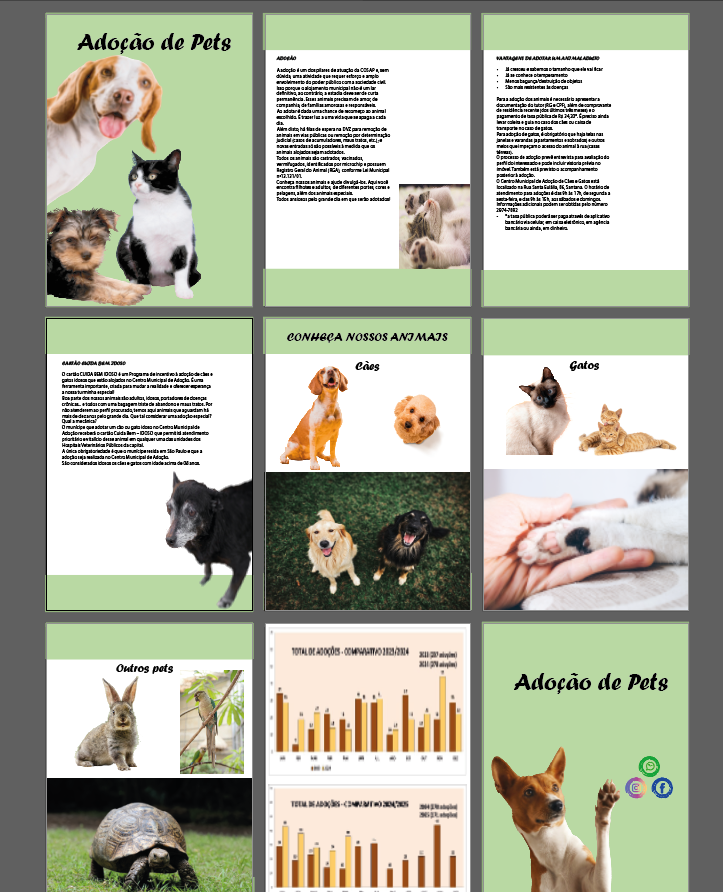 Adoção de Pets
ADOÇÃO
A adoção é um dos pilares de atuação da COSAP e, sem
dúvida, uma atividade que requer esforço e amplo
envolvimento do poder público com a sociedade civil.
Isso porque o alojamento municipal não é um lar
definitivo, ao contrário, a estadia deve ser de curta
permanência. Esses animais precisam de amor, de
companhia, de famílias amorosas e responsáveis.
Ao adotar é dada uma chance de recomeço ao animal
escolhido. É trazer luz a uma vida que se apaga a cada
dia.
Além disto, há filas de espera na DVZ para remoção de
animais em vias públicas ou remoção por determinação
judicial (casos de acumuladores, maus tratos, etc.), e
novas entradas só são possíveis à medida que os
animais alojados sejam adotados.
Todos os animais são castrados, vacinados,
vermifugados, identificados por microchip e possuem
Registro Geral do Animal (RGA), conforme Lei Municipal
nº13.131/01.
Conheça nossos animais e ajude divulgá-los. Aqui você
encontra filhotes e adultos, de diferentes portes, cores e
pelagens, além dos animais especiais.
Todos ansiosos pelo grande dia em que serão adotados!
VANTAGENS DE ADOTAR UM ANIMAL ADULTO
• Já cresceu e sabemos o tamanho que ele vai ficar
• Já se conhece o temperamento
• Menos bagunça/destruição de objetos
• São mais resistentes às doenças
Para a adoção dos animais é necessário apresentar a
documentação do tutor (RG e CPF), além de comprovante
de residência recente (dos últimos três meses) e o
pagamento de taxa pública de R$ 34,20*. É preciso ainda
levar coleira e guia no caso dos cães ou caixa de
transporte no caso de gatos.
Para adoção de gatos, é obrigatório que haja telas nas
janelas e varandas (apartamentos e sobrados) e outros
meios que impeçam o acesso do animal à rua (casas
térreas).
O processo de adoção prevê entrevista para avaliação do
perfil do interessado e pode incluir vistoria prévia no
imóvel. Também está previsto o acompanhamento
posterior à adoção.
O Centro Municipal de Adoção de Cães e Gatos está
localizado na Rua Santa Eulália, 86, Santana. O horário de
atendimento para adoções é das 9h às 17h, de segunda a
sexta-feira, e das 9h às 15h, aos sábados e domingos.
Informações adicionais podem ser obtidas pelo número
2974-7892
• *a taxa pública poderá ser paga através de aplicativo
bancário via celular, em caixa eletrônico, em agência
bancária ou ainda, em dinheiro.
CARTÃO CUIDA BEM IDOSO
O cartão CUIDA BEM IDOSO é um Programa de incentivo à adoção de cães e
gatos idosos que estão alojados no Centro Municipal de Adoção. É uma
ferramenta importante, criada para mudar a realidade e oferecer esperança
a nossa turminha especial!
Boa parte dos nossos animais são adultos, idosos, portadores de doenças
crônicas... e todos com uma bagagem triste de abandono e maus tratos. Por
não atenderem ao perfil procurado, temos aqui animais que aguardam há
mais de dez anos pelo grande dia. Que tal considerar uma adoção especial?
Qual a mecânica?
O munícipe que adotar um cão ou gato idoso no Centro Municipal de
Adoção receberá o cartão Cuida Bem – IDOSO que permitirá atendimento
prioritário e vitalício desse animal em qualquer uma das unidades dos
Hospitais Veterinários Públicos da capital.
A única obrigatoriedade é que o munícipe resida em São Paulo e que a
adoção seja realizada no Centro Municipal de Adoção.
São considerados idosos os cães e gatos com idade acima de 08 anos.
CONHEÇA NOSSOS ANIMAIS
Cães
Gatos
Outros pets
TOTAL DE ADOÇÕES - COMPARATIVO 2023/2024
TOTAL DE ADOÇÕES - COMPARATIVO 2024/2025
Adoção de Pets